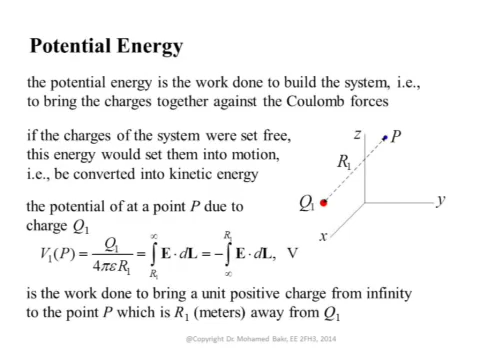 Potential Energy
the potential energy is the work done to build the system, i.e.,
to bring the charges together against the Coulomb forces
if the charges of the system were set free,
this energy would set them into motion,
i.e., be converted into kinetic energy
z
P
R₁
Q₁
y
x
the potential of at a point P due to
charge Q₁
V₁(P) = Q₁/4πεR₁ = ∫_{R₁}^{∞} E · dL = −∫_{∞}^{R₁} E · dL, V
is the work done to bring a unit positive charge from infinity
to the point P which is R₁ (meters) away from Q₁
@Copyright Dr. Mohamed Bakr, EE 2FH3, 2014